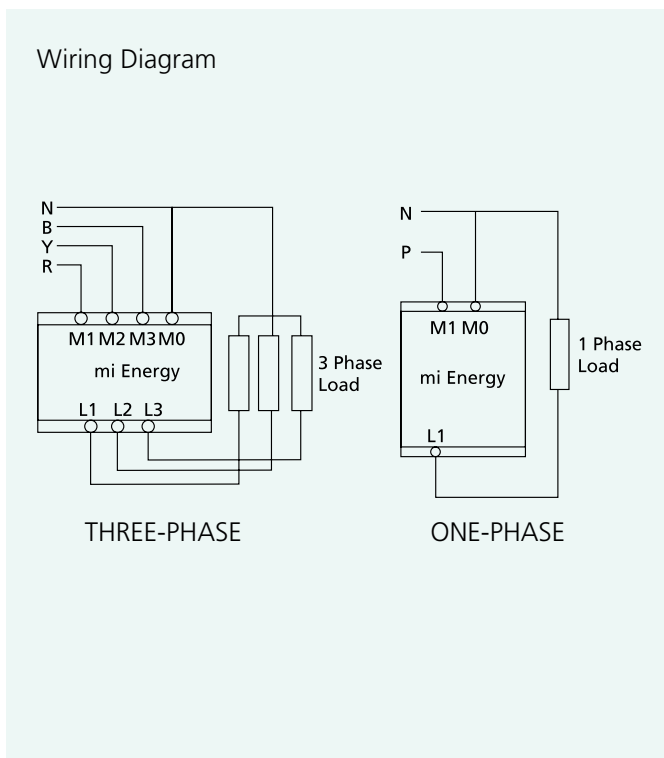 Wiring Diagram
N
B
Y
R
M1 M2 M3 M0
mi Energy
L1 L2 L3
3 Phase
Load
THREE-PHASE
N
P
M1 M0
mi Energy
L1
1 Phase
Load
ONE-PHASE